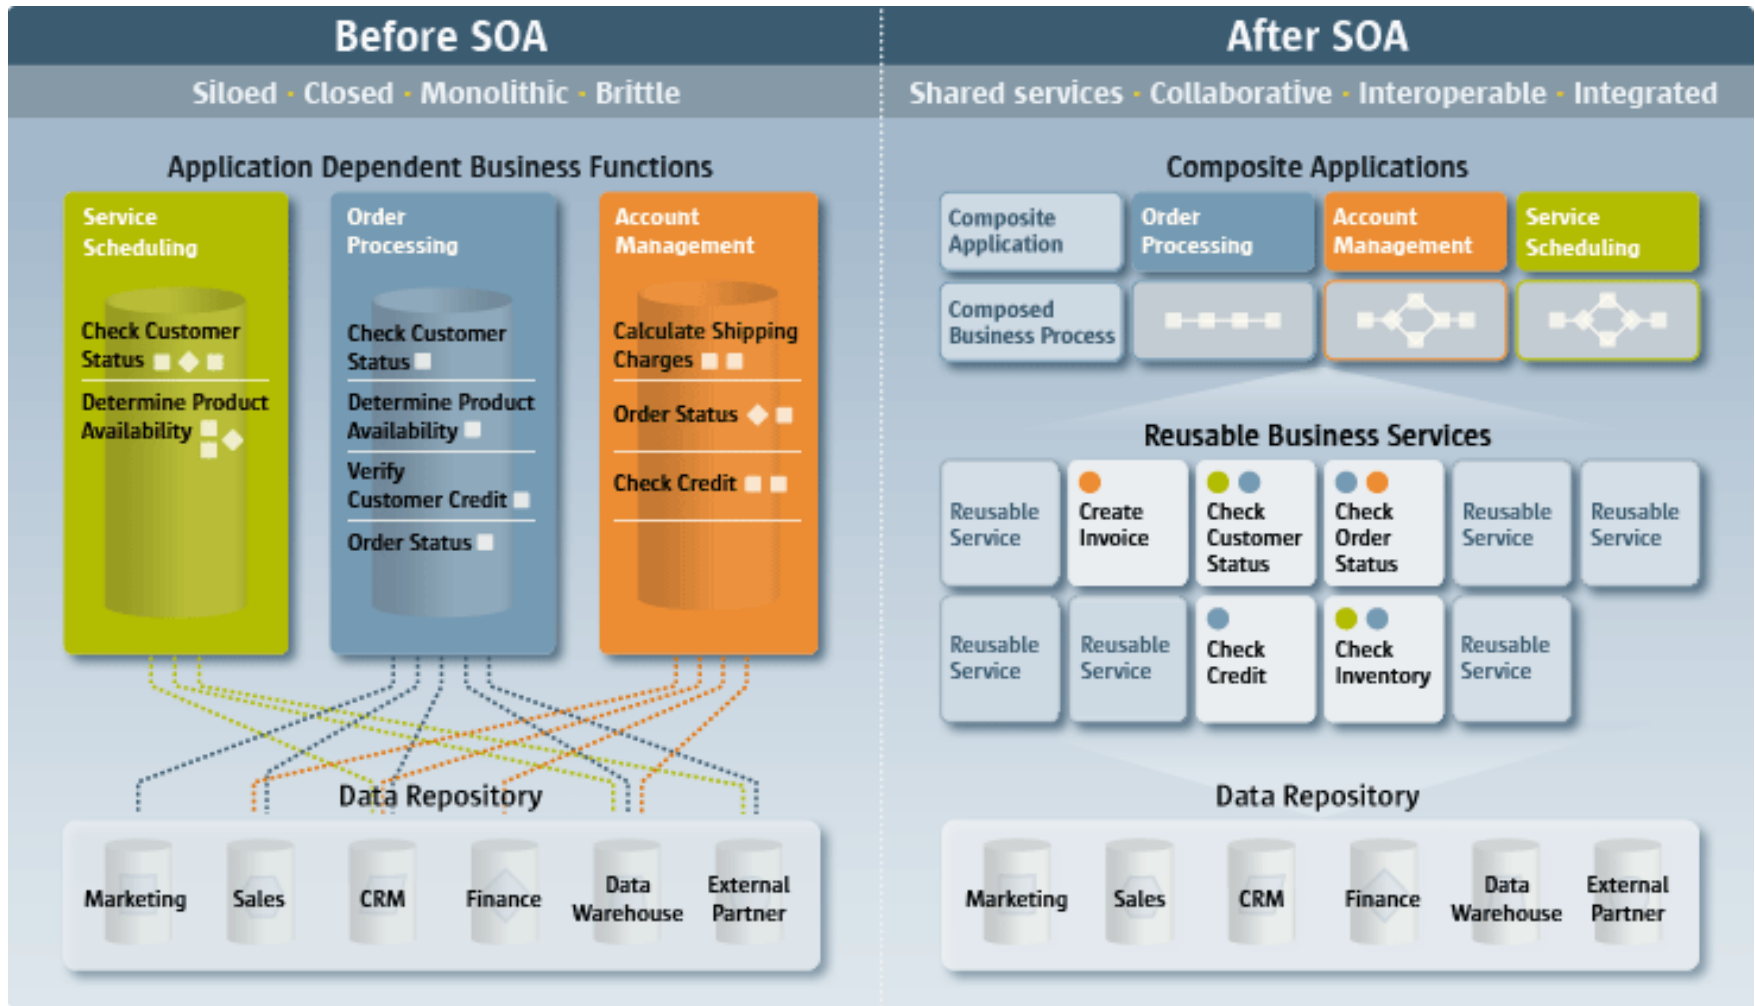 Before SOA
Siloed · Closed · Monolithic · Brittle
Application Dependent Business Functions
Service
Scheduling
Check Customer
Status
Determine Product
Availability
Order
Processing
Check Customer
Status
Determine Product
Availability
Verify
Customer Credit
Order Status
Account
Management
Calculate Shipping
Charges
Order Status
Check Credit
Data Repository
Marketing
Sales
CRM
Finance
Data
Warehouse
External
Partner
After SOA
Shared services · Collaborative · Interoperable · Integrated
Composite Applications
Composite
Application
Order
Processing
Account
Management
Service
Scheduling
Composed
Business Process
Reusable Business Services
Reusable
Service
Create
Invoice
Check
Customer
Status
Check
Order
Status
Reusable
Service
Reusable
Service
Reusable
Service
Reusable
Service
Check
Credit
Check
Inventory
Reusable
Service
Data Repository
Marketing
Sales
CRM
Finance
Data
Warehouse
External
Partner